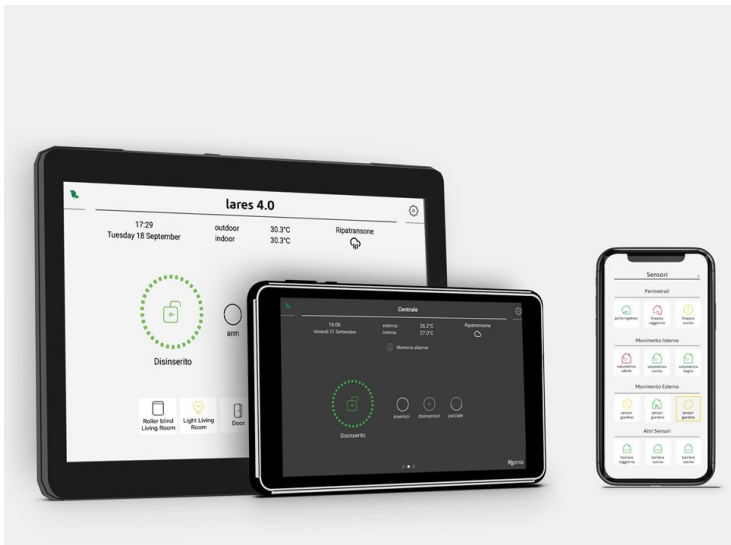 lares 4.0
17:29
Tuesday 18 September
outdoor 30.3°C
indoor 30.3°C
Ripatransone
arm
Disinserito
Roller blind
Living Room
Light Living
Room
Door
Centrale
16:06
Venerdì 21 Settembre
esterna 26.2°C
interna 27.0°C
Ripatransone
Memoria allarme
inserisci
disinserisci
parziale
Disinserito
Ksenia
Sensori
Perimetrali
porta ingresso
finestra
soggiorno
finestra
cucina
Movimento Interno
volumetrico
salone
volumetrico
cucina
volumetrico
bagno
Movimento Esterno
sensori
giardino
sensori
giardino
sensori
giardino
Altri Sensori
barriera
soggiorno
barriera
cucina
barriera
cucina